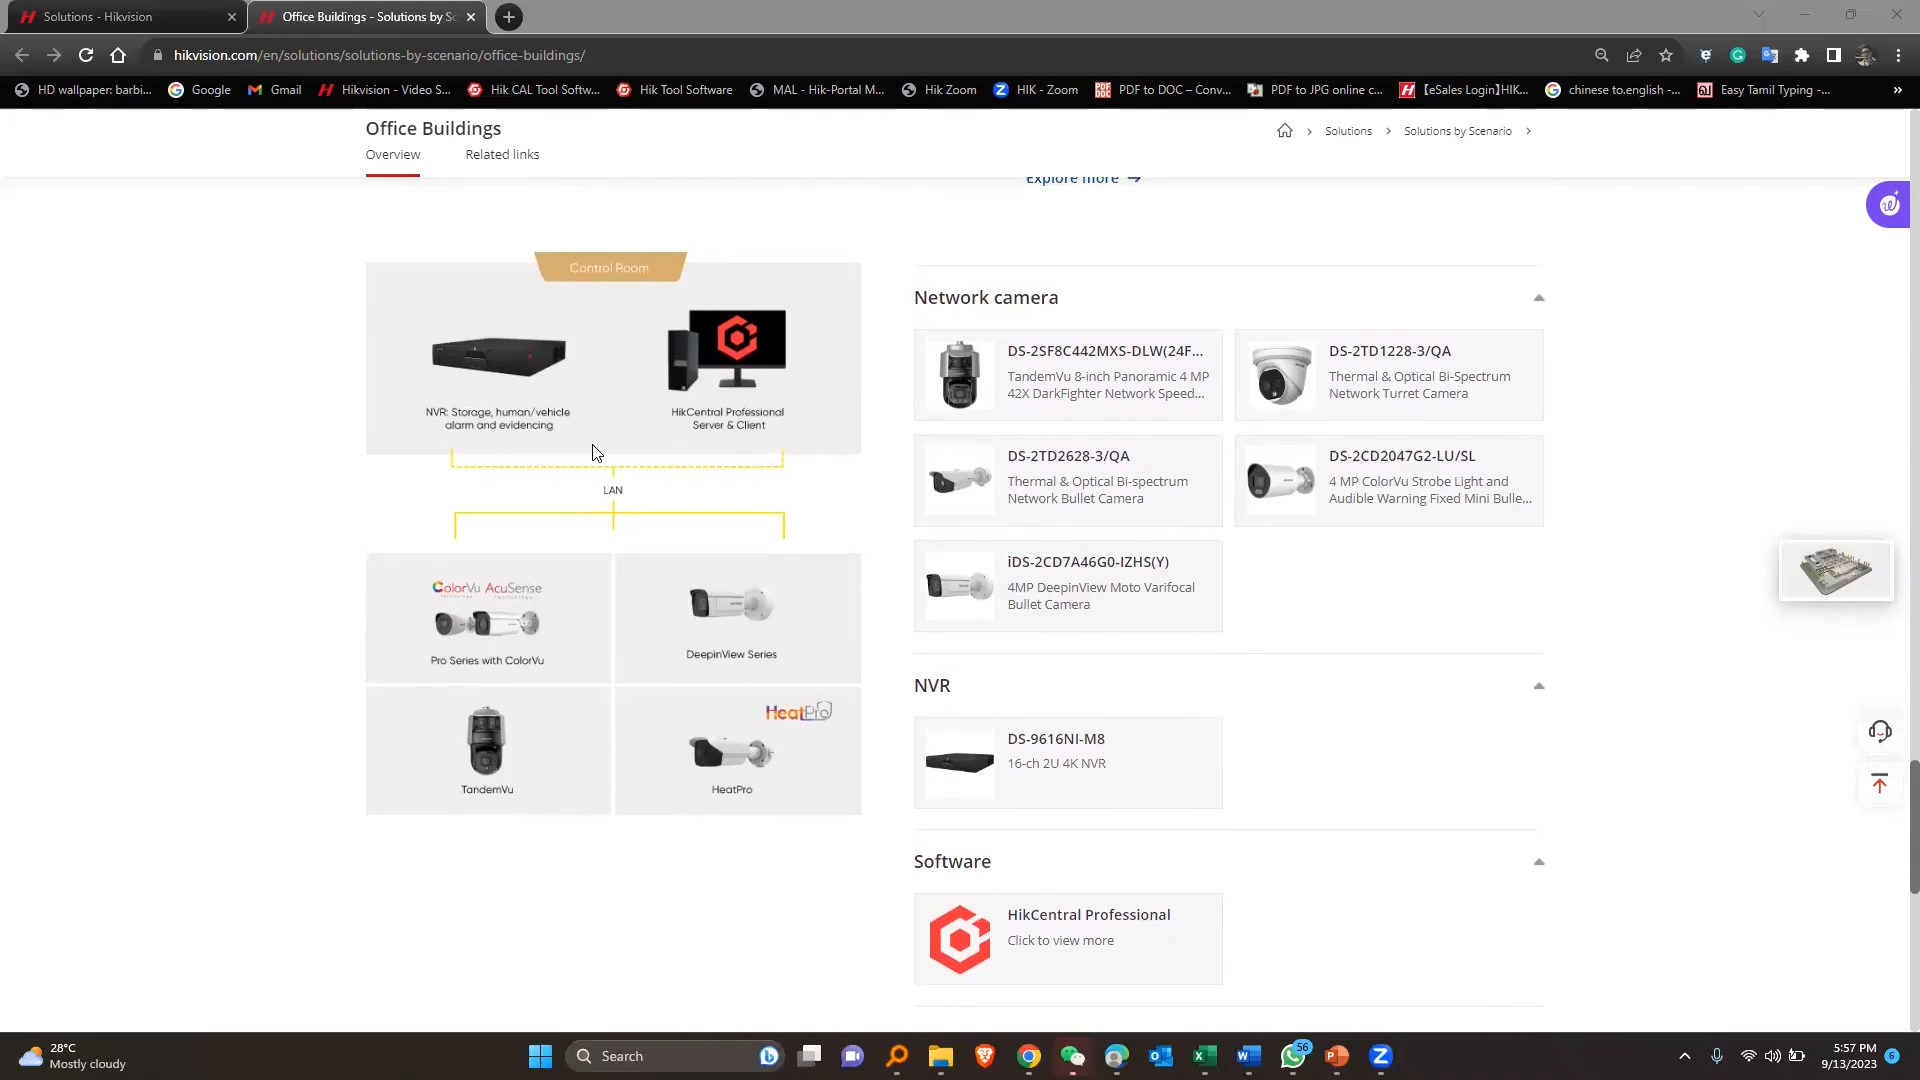 Solutions - Hikvision
Office Buildings - Solutions by Sc
hikvision.com/en/solutions/solutions-by-scenario/office-buildings/
HD wallpaper: barbi...
Google
Gmail
Hikvision - Video S...
Hik CAL Tool Softw...
Hik Tool Software
MAL - Hik-Portal M...
Hik Zoom
HIK - Zoom
PDF to DOC – Conv...
PDF to JPG online c...
【eSales Login】HIK...
chinese to.english -...
Easy Tamil Typing -...
»
Office Buildings
Solutions
Solutions by Scenario
Overview
Related links
Explore more →
Control Room
NVR: Storage, human/vehicle
alarm and evidencing
HikCentral Professional
Server & Client
LAN
ColorVu AcuSense
Pro Series with ColorVu
DeepinView Series
TandemVu
HeatPro
HeatPro
Network camera
DS-2SF8C442MXS-DLW(24F...
TandemVu 8-inch Panoramic 4 MP
42X DarkFighter Network Speed...
DS-2TD1228-3/QA
Thermal & Optical Bi-Spectrum
Network Turret Camera
DS-2TD2628-3/QA
Thermal & Optical Bi-spectrum
Network Bullet Camera
DS-2CD2047G2-LU/SL
4 MP ColorVu Strobe Light and
Audible Warning Fixed Mini Bulle...
iDS-2CD7A46G0-IZHS(Y)
4MP DeepinView Moto Varifocal
Bullet Camera
NVR
DS-9616NI-M8
16-ch 2U 4K NVR
Software
HikCentral Professional
Click to view more
28°C
Mostly cloudy
Search
56
5:57 PM
9/13/2023
6